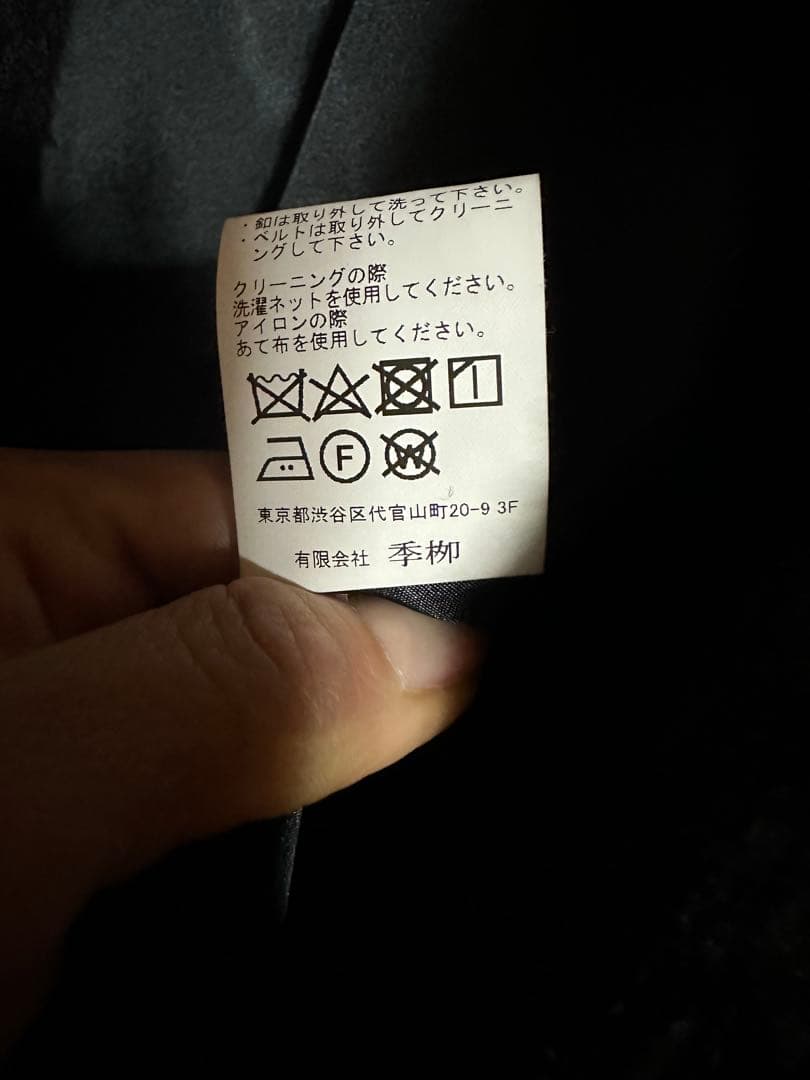 ・釦は取り外して洗って下さい。
・ベルトは取り外してクリーニ
ングして下さい。
クリーニングの際
洗濯ネットを使用してください。
アイロンの際
あて布を使用してください。
F
W
東京都渋谷区代官山町20-9 3F
有限会社 季栁